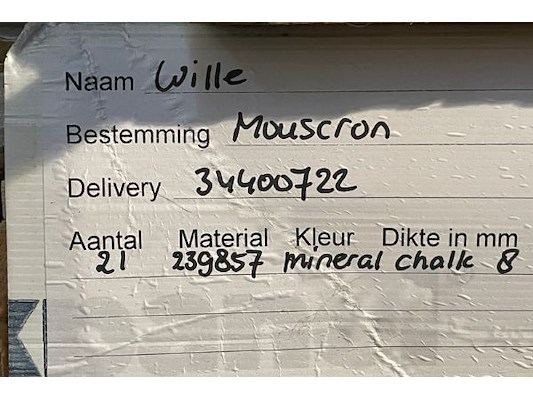 Naam Wille
Bestemming Mouscron
Delivery 34400722
Aantal Material Kleur Dikte in mm
21 239857 mineral chalk 8